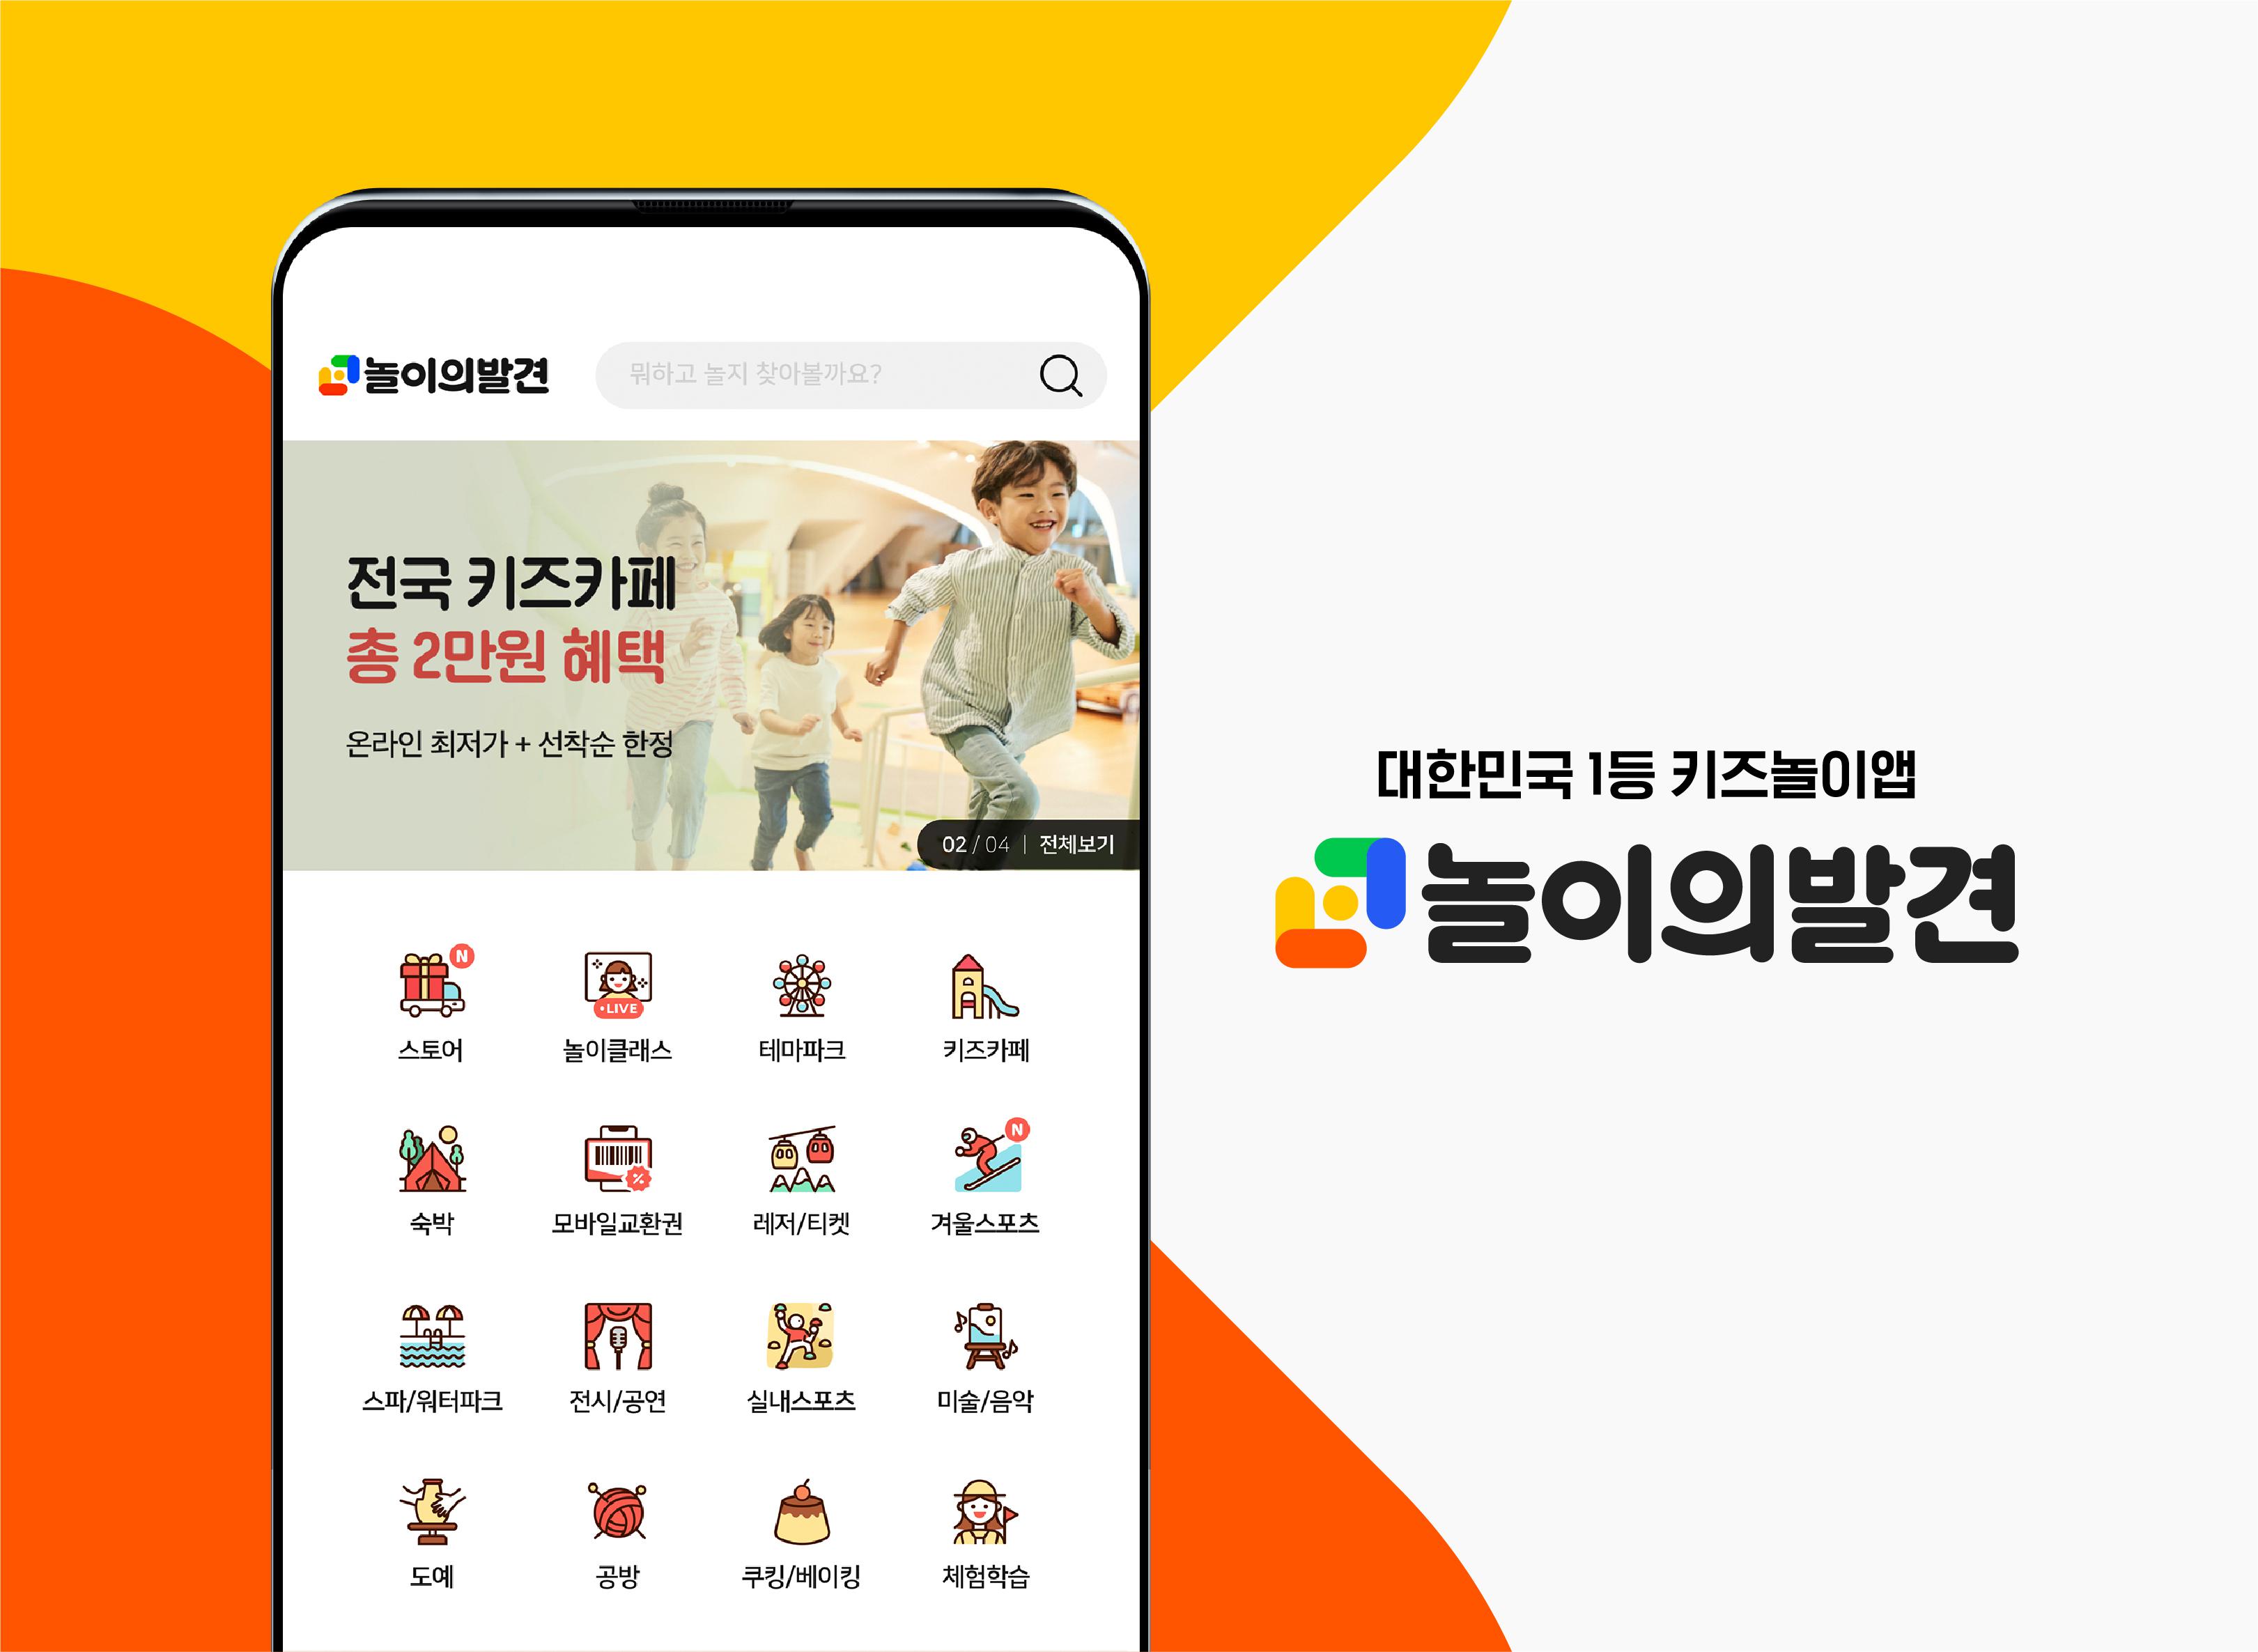 놀이의발견
뭐하고 놀지 찾아볼까요?
전국 키즈카페
총 2만원 혜택
온라인 최저가 + 선착순 한정
02 / 04 | 전체보기
N
LIVE
스토어 놀이클래스 테마파크 키즈카페
N
%
숙박 모바일교환권 레저/티켓 겨울스포츠
스파/워터파크 전시/공연 실내스포츠 미술/음악
도예 공방 쿠킹/베이킹 체험학습
대한민국 1등 키즈놀이앱
놀이의발견